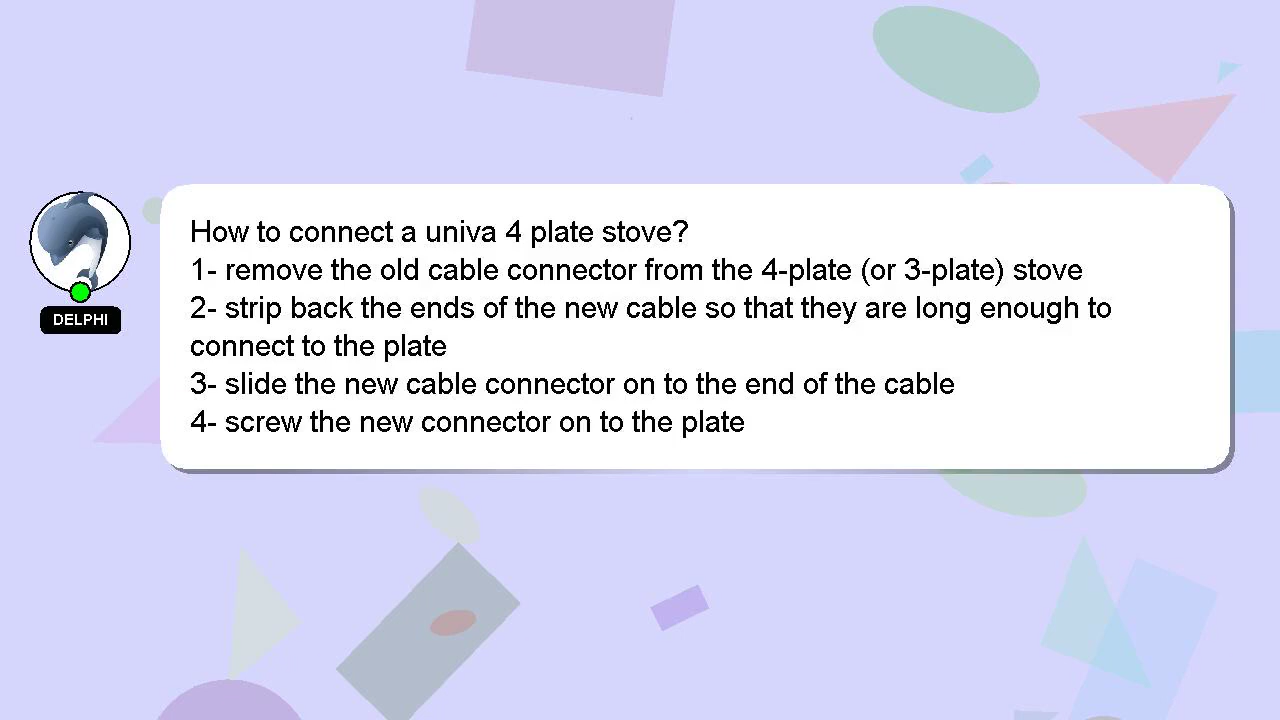 DELPHI
How to connect a univa 4 plate stove?
1- remove the old cable connector from the 4-plate (or 3-plate) stove
2- strip back the ends of the new cable so that they are long enough to
connect to the plate
3- slide the new cable connector on to the end of the cable
4- screw the new connector on to the plate